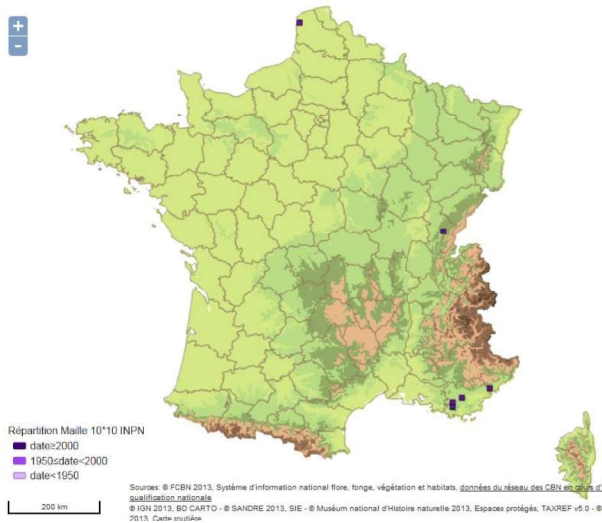 +
-
Répartition Maille 10*10 INPN
date≥2000
1950≤date<2000
date<1950
200 km
Sources: © FCBN 2013, Système d'information national flore, fonge, végétation et habitats, données du réseau des CBN en cours d'
qualification nationale
© IGN 2013, BD CARTO - © SANDRE 2013, SIE - © Muséum national d'Histoire naturelle 2013, Espaces protégés, TAXREF v5.0 - ©
2013, Carte routière